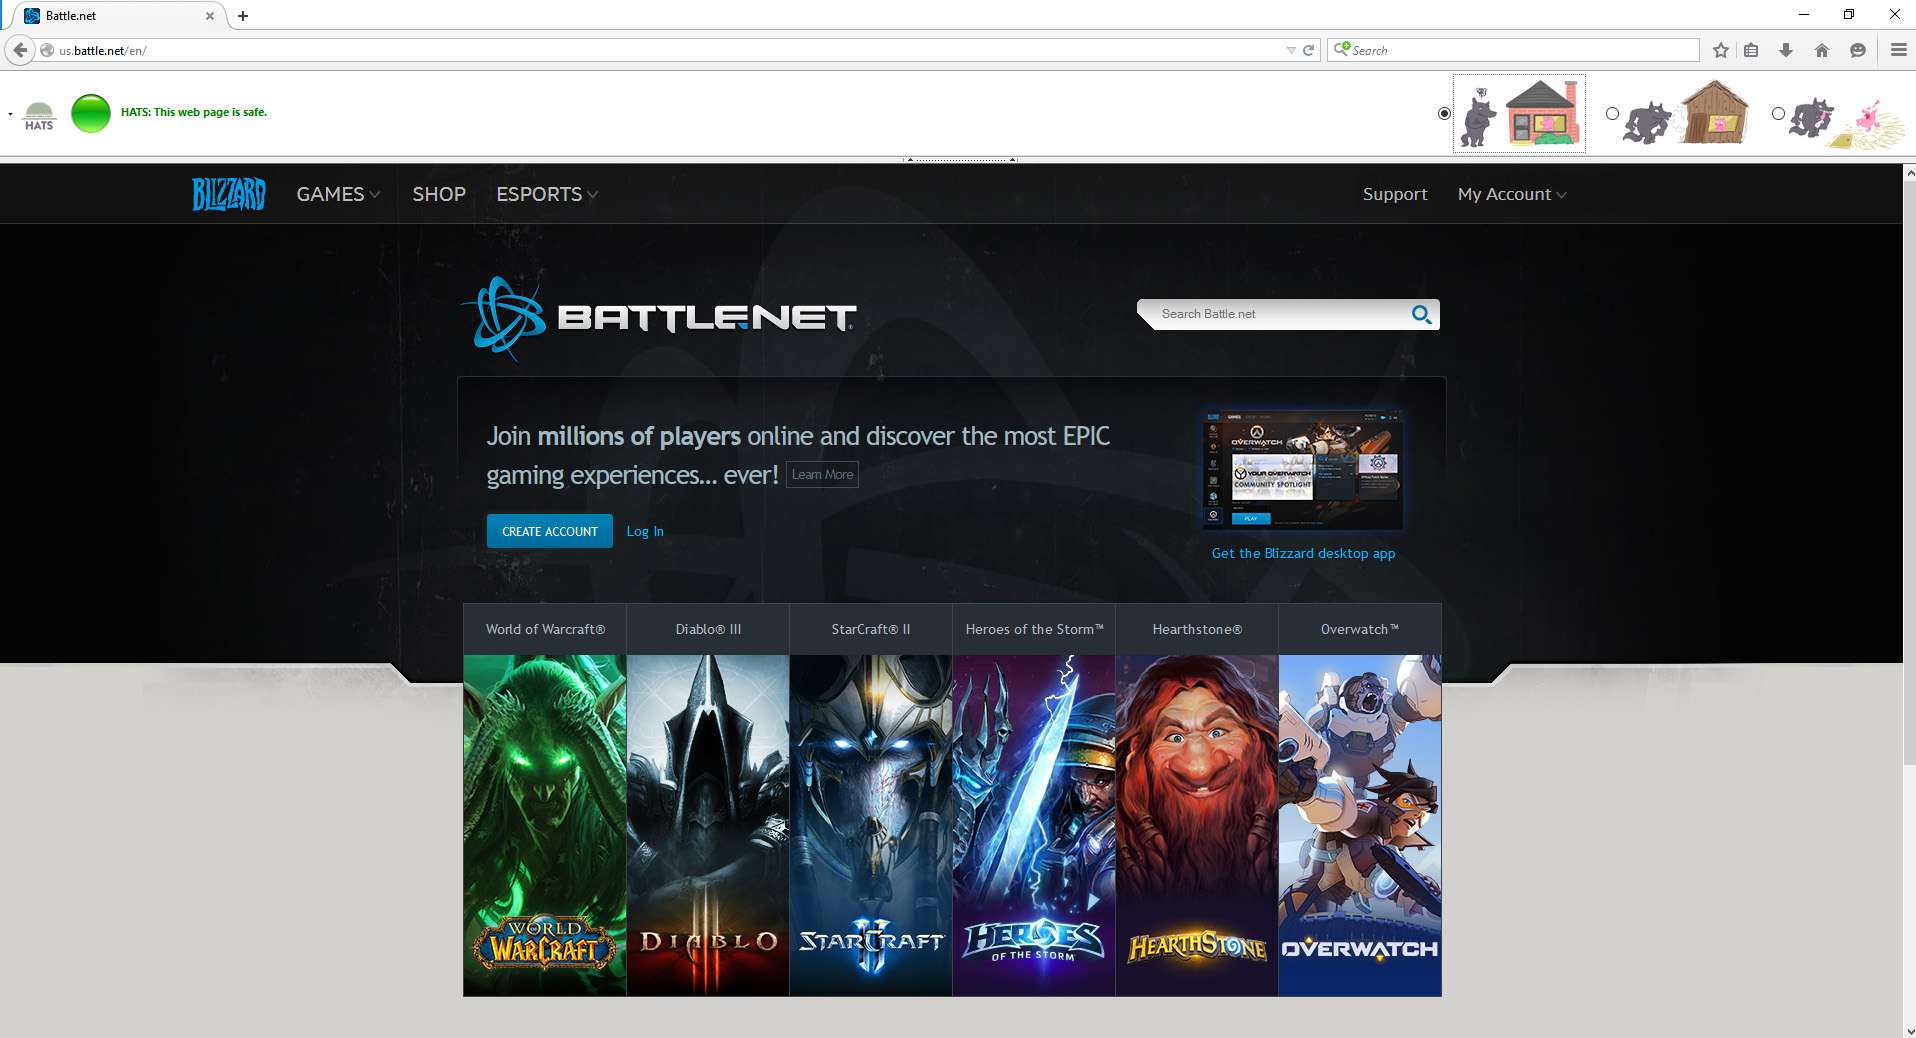 Battle.net
us.battle.net/en/
Search
HATS
HATS: This web page is safe.
BLIZZARD
GAMES
SHOP
ESPORTS
Support
My Account
BATTLE.NET
Search Battle.net
Join millions of players online and discover the most EPIC
gaming experiences... ever! Learn More
CREATE ACCOUNT
Log In
OVERWATCH
YOUR OVERWATCH
COMMUNITY SPOTLIGHT
PLAY
Get the Blizzard desktop app
World of Warcraft®
Diablo® III
StarCraft® II
Heroes of the Storm™
Hearthstone®
Overwatch™
WORLD
WARCRAFT
DIABLO
STARCRAFT
II
HEROES
OF THE STORM
HEARTHSTONE
OVERWATCH